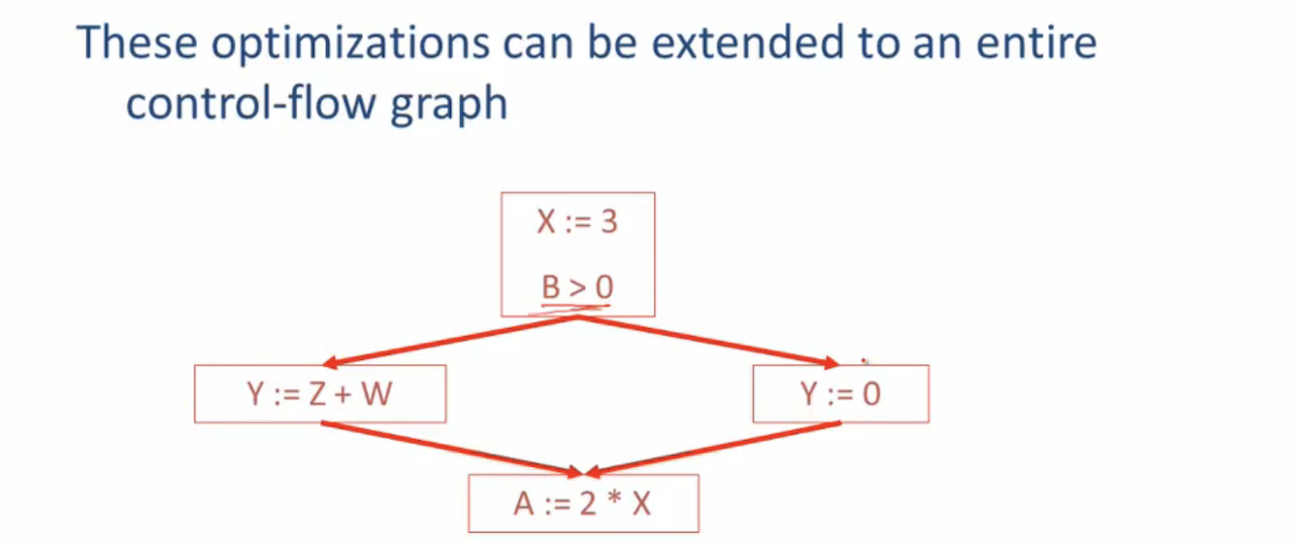 These optimizations can be extended to an entire
control-flow graph
X := 3
B > 0
Y := Z + W
Y := 0
A := 2 * X